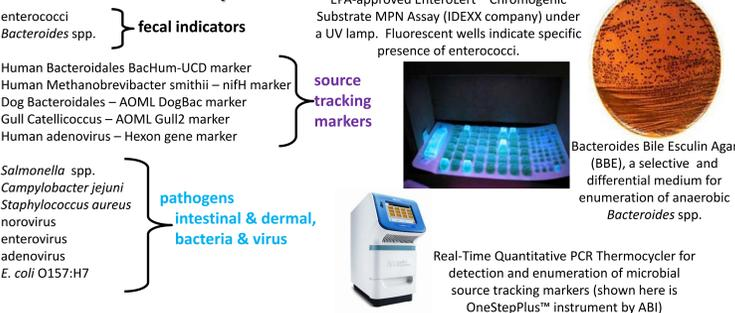 enterococci
Bacteroides spp.
fecal indicators
EPA-approved EnteroLert™ Chromogenic
Substrate MPN Assay (IDEXX company) under
a UV lamp. Fluorescent wells indicate specific
presence of enterococci.
Human Bacteroidales BacHum-UCD marker
Human Methanobrevibacter smithii – nifH marker
Dog Bacteroidales – AOML DogBac marker
Gull Catellicoccus – AOML Gull2 marker
Human adenovirus – Hexon gene marker
source
tracking
markers
Bacteroides Bile Esculin Agar
(BBE), a selective and
differential medium for
enumeration of anaerobic
Bacteroides spp.
Salmonella spp.
Campylobacter jejuni
Staphylococcus aureus
norovirus
enterovirus
adenovirus
E. coli O157:H7
pathogens
intestinal & dermal,
bacteria & virus
Real-Time Quantitative PCR Thermocycler for
detection and enumeration of microbial
source tracking markers (shown here is
OneStepPlus™ instrument by ABI)